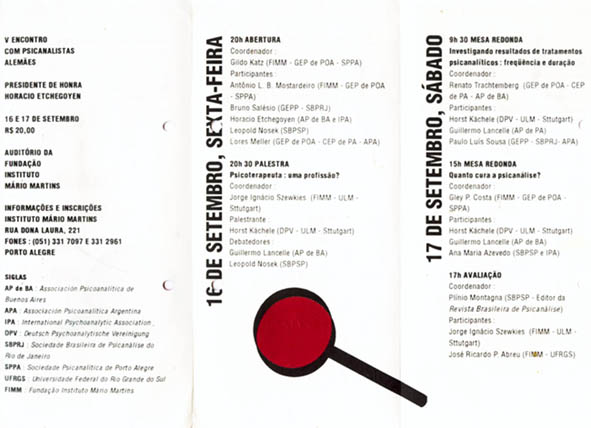 V ENCONTRO
COM PSICANALISTAS
ALEMÃES
PRESIDENTE DE HONRA
HORACIO ETCHEGOYEN
16 E 17 DE SETEMBRO
R$ 20,00
AUDITÓRIO DA
FUNDAÇÃO
INSTITUTO
MÁRIO MARTINS
INFORMAÇÕES E INSCRIÇÕES
INSTITUTO MÁRIO MARTINS
RUA DONA LAURA, 221
FONES : (051) 331 7097 E 331 2961
PORTO ALEGRE
SIGLAS
AP de BA : Associación Psicoanalítica de
Buenos Aires
APA : Associación Psicoanalítica Argentina
IPA : International Psychoanalytic Association
DPV : Deutsch Psychoanalytische Vereinigung
SBPRJ : Sociedade Brasileira de Psicanálise do
Rio de Janeiro
SPPA : Sociedade Psicanalítica de Porto Alegre
UFRGS : Universidade Federal do Rio Grande do Sul
FIMM : Fundação Instituto Mário Martins
16 DE SETEMBRO, SEXTA-FEIRA
20h ABERTURA
Coordenador :
Gildo Katz (FIMM - GEP de POA - SPPA)
Participantes :
Antônio L. B. Mostardeiro (FIMM - GEP de POA
- SPPA)
Bruno Salésio (GEPP - SBPRJ)
Horacio Etchegoyen (AP de BA e IPA)
Leopold Nosek (SBPSP)
Lores Meller (GEP de POA - CEP de PA - APA)
20h 30 PALESTRA
Psicoterapeuta : uma profissão?
Coordenador :
Jorge Ignácio Szewkies (FIMM - ULM -
Sttutgart)
Palestrante :
Horst Kächele (DPV - ULM - Sttutgart)
Debatedores :
Guillermo Lancelle (AP de BA)
Leopold Nosek (SBPSP)
17 DE SETEMBRO, SÁBADO
9h 30 MESA REDONDA
Investigando resultados de tratamentos
psicanalíticos : freqüência e duração
Coordenador :
Renato Trachtemberg (GEP de POA - CEP
de PA - AP de BA)
Participantes :
Horst Kächele (DPV - ULM - Sttutgart)
Guillermo Lancelle (AP de PA)
Paulo Luís Sousa (GEPP - SBPRJ- APA)
15h MESA REDONDA
Quanto cura a psicanálise?
Coordenador :
Gley P. Costa (FIMM - GEP de POA -
SPPA)
Participantes :
Horst Kächele (DPV - ULM - Sttutgart)
Guillermo Lancelle (AP de BA)
Ana Maria Azevedo (SBPSP e IPA)
17h AVALIAÇÃO
Coordenador :
Plínio Montagna (SBPSP - Editor da
Revista Brasileira de Psicanálise)
Participantes :
Jorge Ignácio Szewkies (FIMM - ULM -
Sttutgart)
José Ricardo P. Abreu (FIMM - UFRGS)